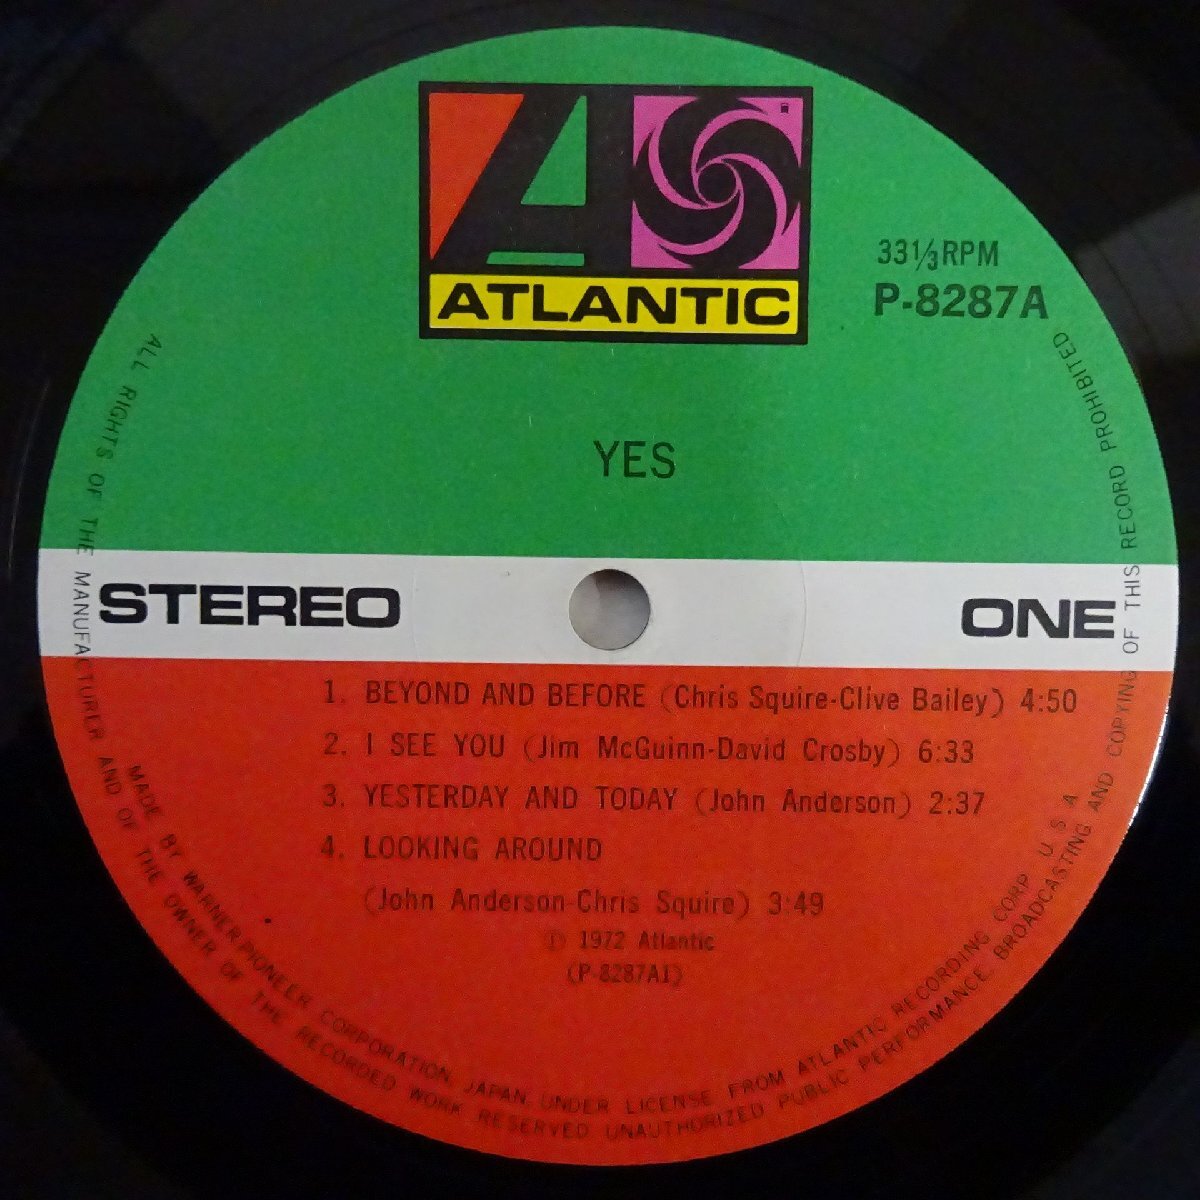 ATLANTIC
33 1/3 RPM
P-8287A
YES
STEREO
ONE
1. BEYOND AND BEFORE (Chris Squire-Clive Bailey) 4:50
2. I SEE YOU (Jim McGuinn-David Crosby) 6:33
3. YESTERDAY AND TODAY (John Anderson) 2:37
4. LOOKING AROUND
(John Anderson-Chris Squire) 3:49
Ⓟ 1972 Atlantic
(P-8287A1)
MADE BY WARNER-PIONEER CORPORATION, JAPAN, UNDER LICENSE FROM ATLANTIC RECORDING CORP U S A
ALL RIGHTS OF THE MANUFACTURER AND OF THE OWNER OF THE RECORDED WORK RESERVED UNAUTHORIZED PUBLIC PERFORMANCE, BROADCASTING AND COPYING OF THIS RECORD PROHIBITED